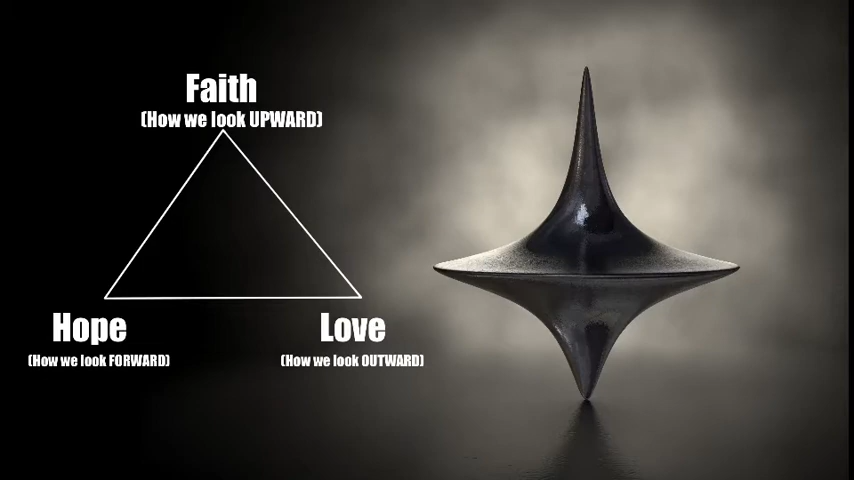 Faith
(How we look UPWARD)
Hope
(How we look FORWARD)
Love
(How we look OUTWARD)